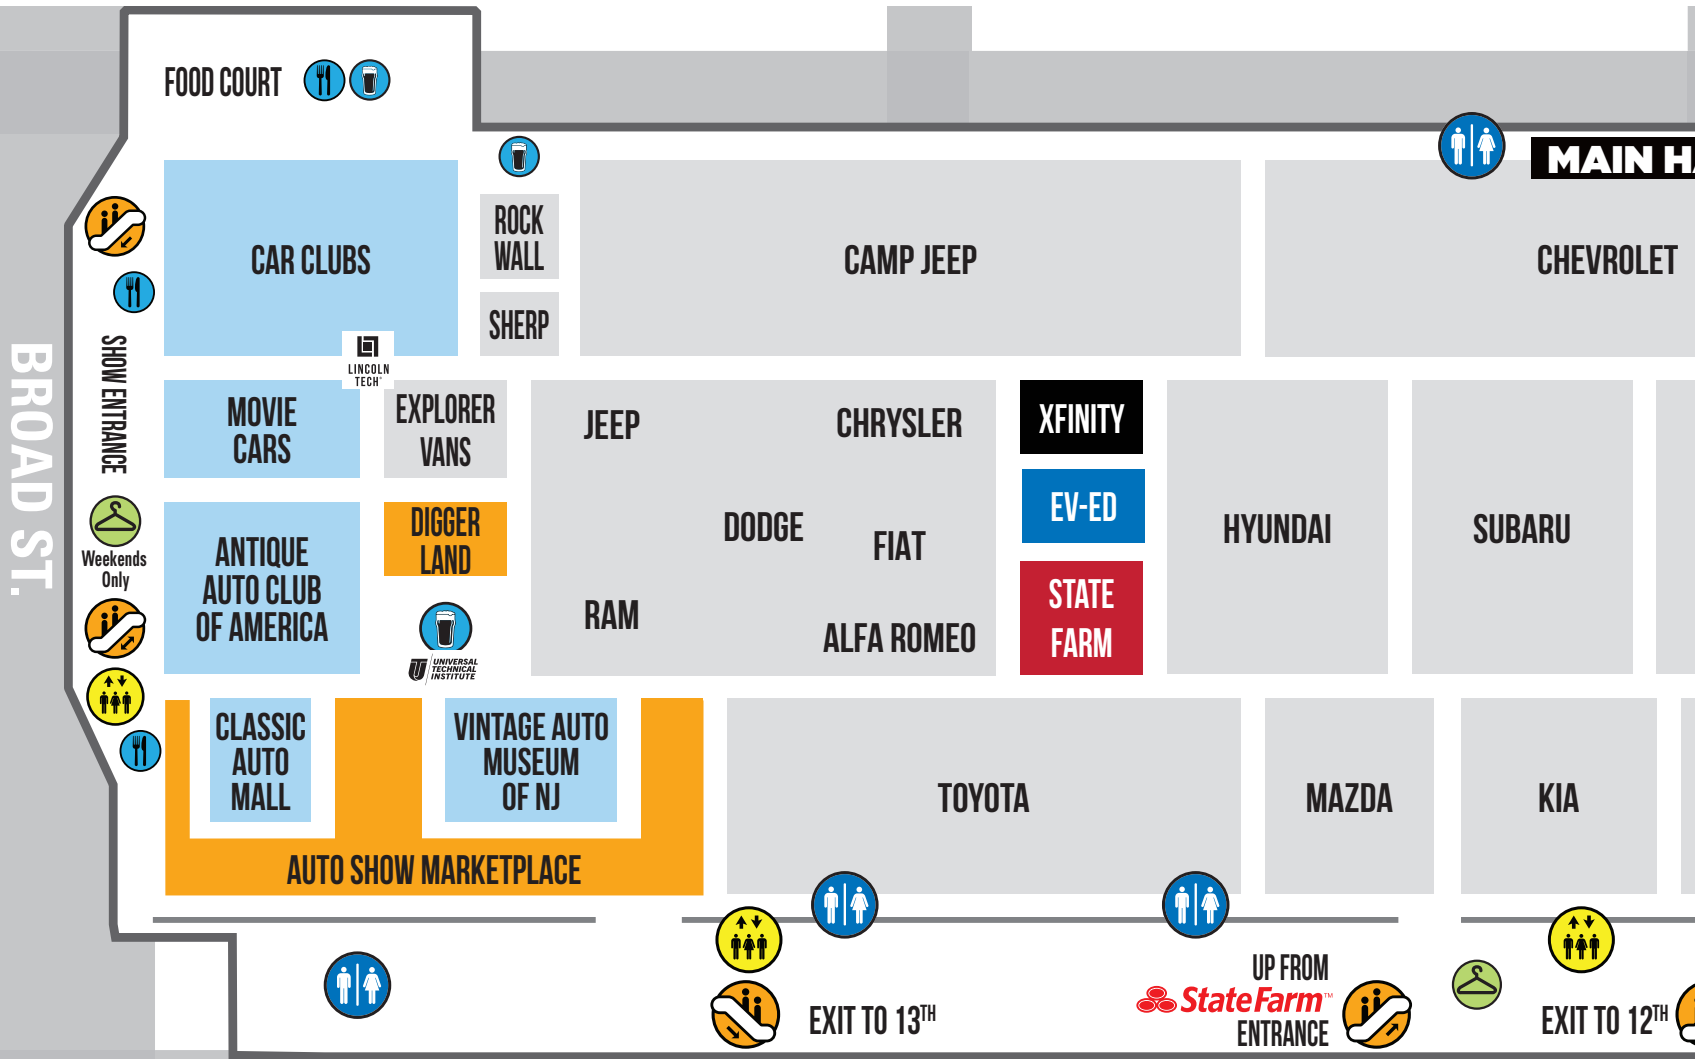 FOOD COURT
MAIN HA
ROCK
WALL
CAR CLUBS
CAMP JEEP
CHEVROLET
SHERP
LINCOLN
TECH
BROAD ST.
SHOW ENTRANCE
MOVIE
CARS
EXPLORER
VANS
JEEP
CHRYSLER
XFINITY
EV-ED
HYUNDAI
SUBARU
DODGE
FIAT
DIGGER
LAND
ANTIQUE
AUTO CLUB
OF AMERICA
Weekends
Only
RAM
ALFA ROMEO
STATE
FARM
UNIVERSAL
TECHNICAL
INSTITUTE
CLASSIC
AUTO
MALL
VINTAGE AUTO
MUSEUM
OF NJ
TOYOTA
MAZDA
KIA
AUTO SHOW MARKETPLACE
EXIT TO 13TH
UP FROM
StateFarm™
ENTRANCE
EXIT TO 12TH